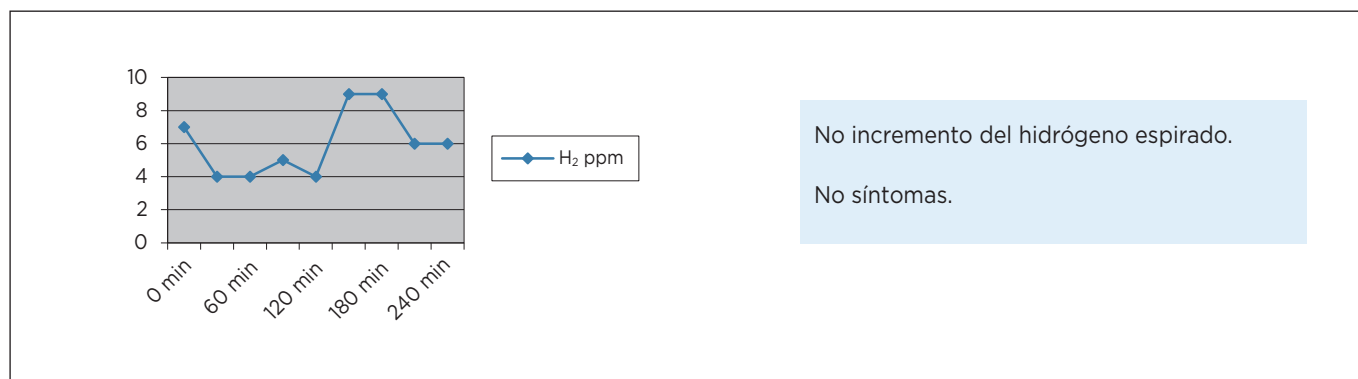 10
8
6
4
2
0
0 min
60 min
120 min
180 min
240 min
H₂ ppm
No incremento del hidrógeno espirado.
No síntomas.